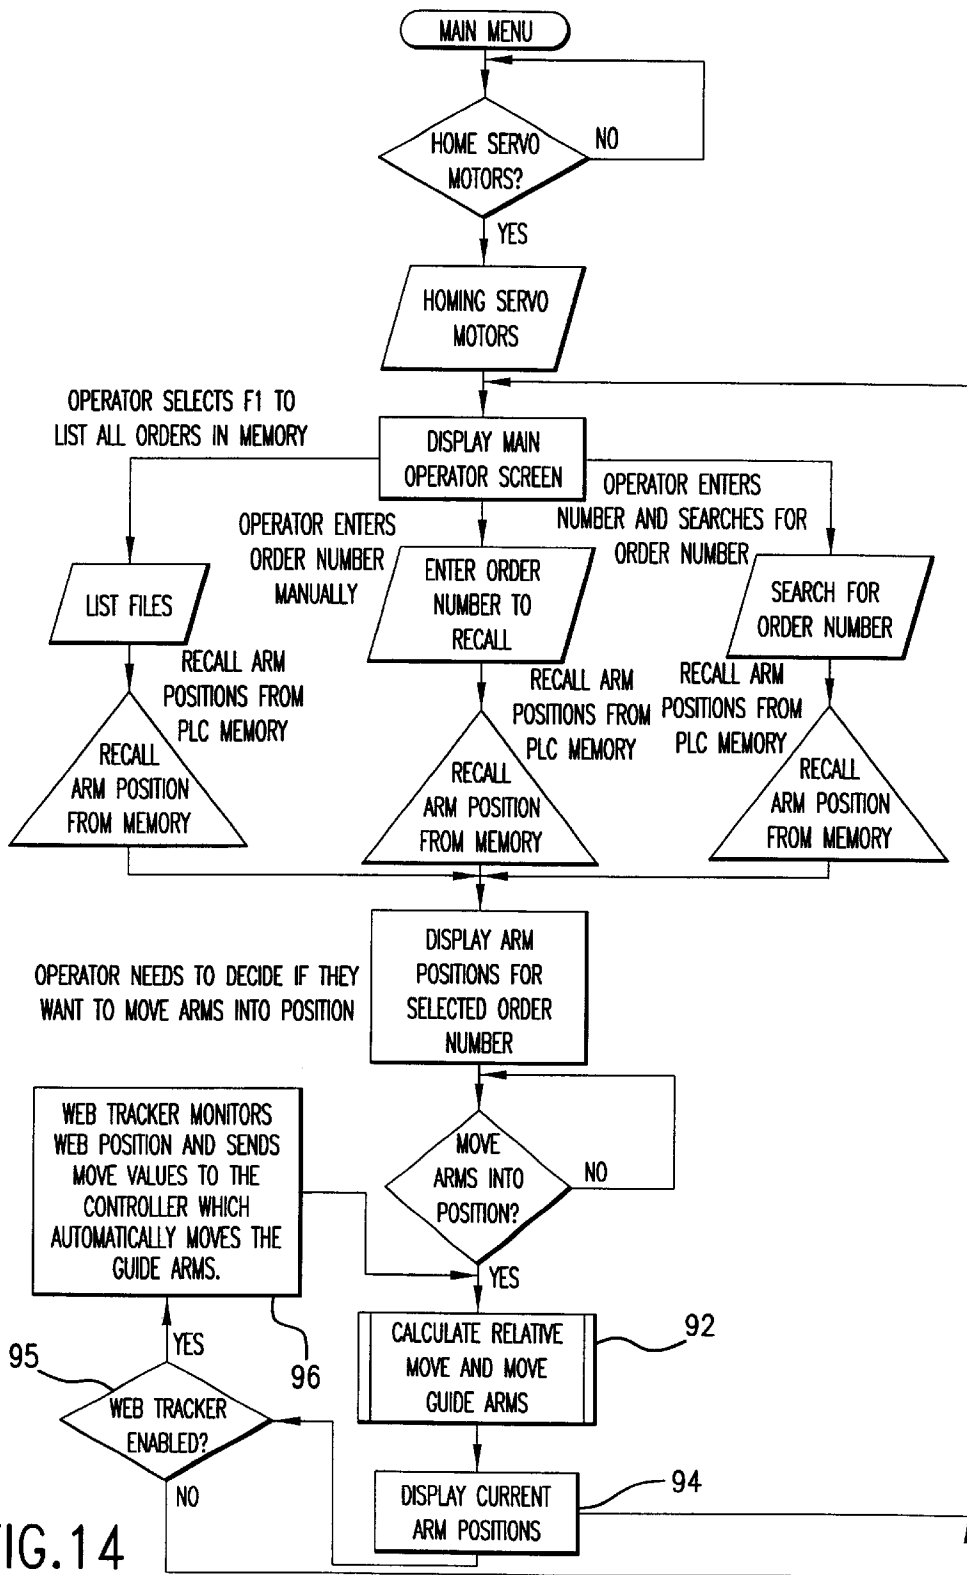 MAIN MENU
HOME SERVO
MOTORS?
NO
YES
HOMING SERVO
MOTORS
OPERATOR SELECTS F1 TO
LIST ALL ORDERS IN MEMORY
DISPLAY MAIN
OPERATOR SCREEN
OPERATOR ENTERS
ORDER NUMBER
MANUALLY
OPERATOR ENTERS
NUMBER AND SEARCHES FOR
ORDER NUMBER
LIST FILES
ENTER ORDER
NUMBER TO
RECALL
SEARCH FOR
ORDER NUMBER
RECALL ARM
POSITIONS FROM
PLC MEMORY
RECALL ARM
POSITIONS FROM
PLC MEMORY
RECALL ARM
POSITIONS FROM
PLC MEMORY
RECALL
ARM POSITION
FROM MEMORY
RECALL
ARM POSITION
FROM MEMORY
RECALL
ARM POSITION
FROM MEMORY
DISPLAY ARM
POSITIONS FOR
SELECTED ORDER
NUMBER
OPERATOR NEEDS TO DECIDE IF THEY
WANT TO MOVE ARMS INTO POSITION
MOVE
ARMS INTO
POSITION?
NO
YES
WEB TRACKER MONITORS
WEB POSITION AND SENDS
MOVE VALUES TO THE
CONTROLLER WHICH
AUTOMATICALLY MOVES THE
GUIDE ARMS.
96
CALCULATE RELATIVE
MOVE AND MOVE
GUIDE ARMS
92
95
YES
WEB TRACKER
ENABLED?
NO
DISPLAY CURRENT
ARM POSITIONS
94
FIG.14